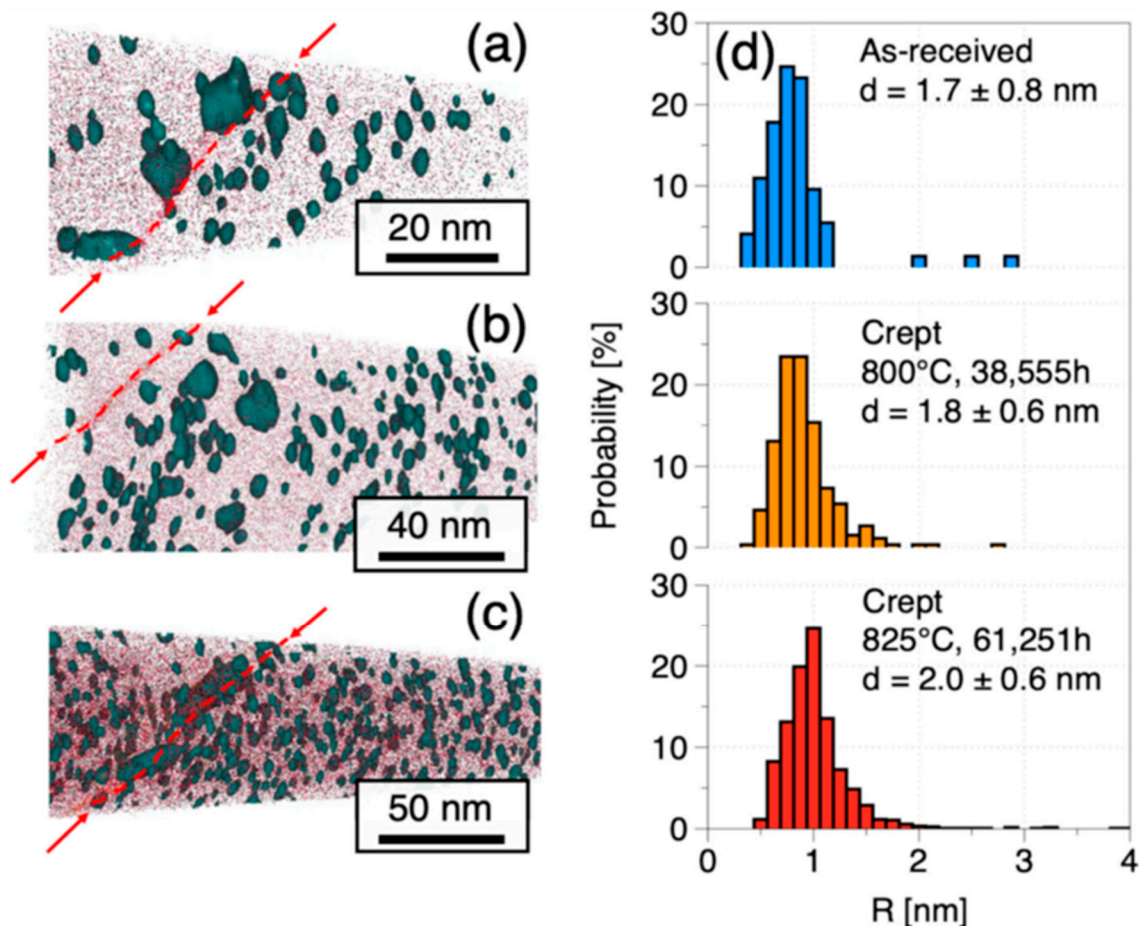 (a)
20 nm
(b)
40 nm
(c)
50 nm
(d)
As-received
d = 1.7 ± 0.8 nm
30
20
10
0
Crept
800°C, 38,555h
d = 1.8 ± 0.6 nm
30
20
10
0
Crept
825°C, 61,251h
d = 2.0 ± 0.6 nm
30
20
10
0
Probability [%]
0 1 2 3 4
R [nm]